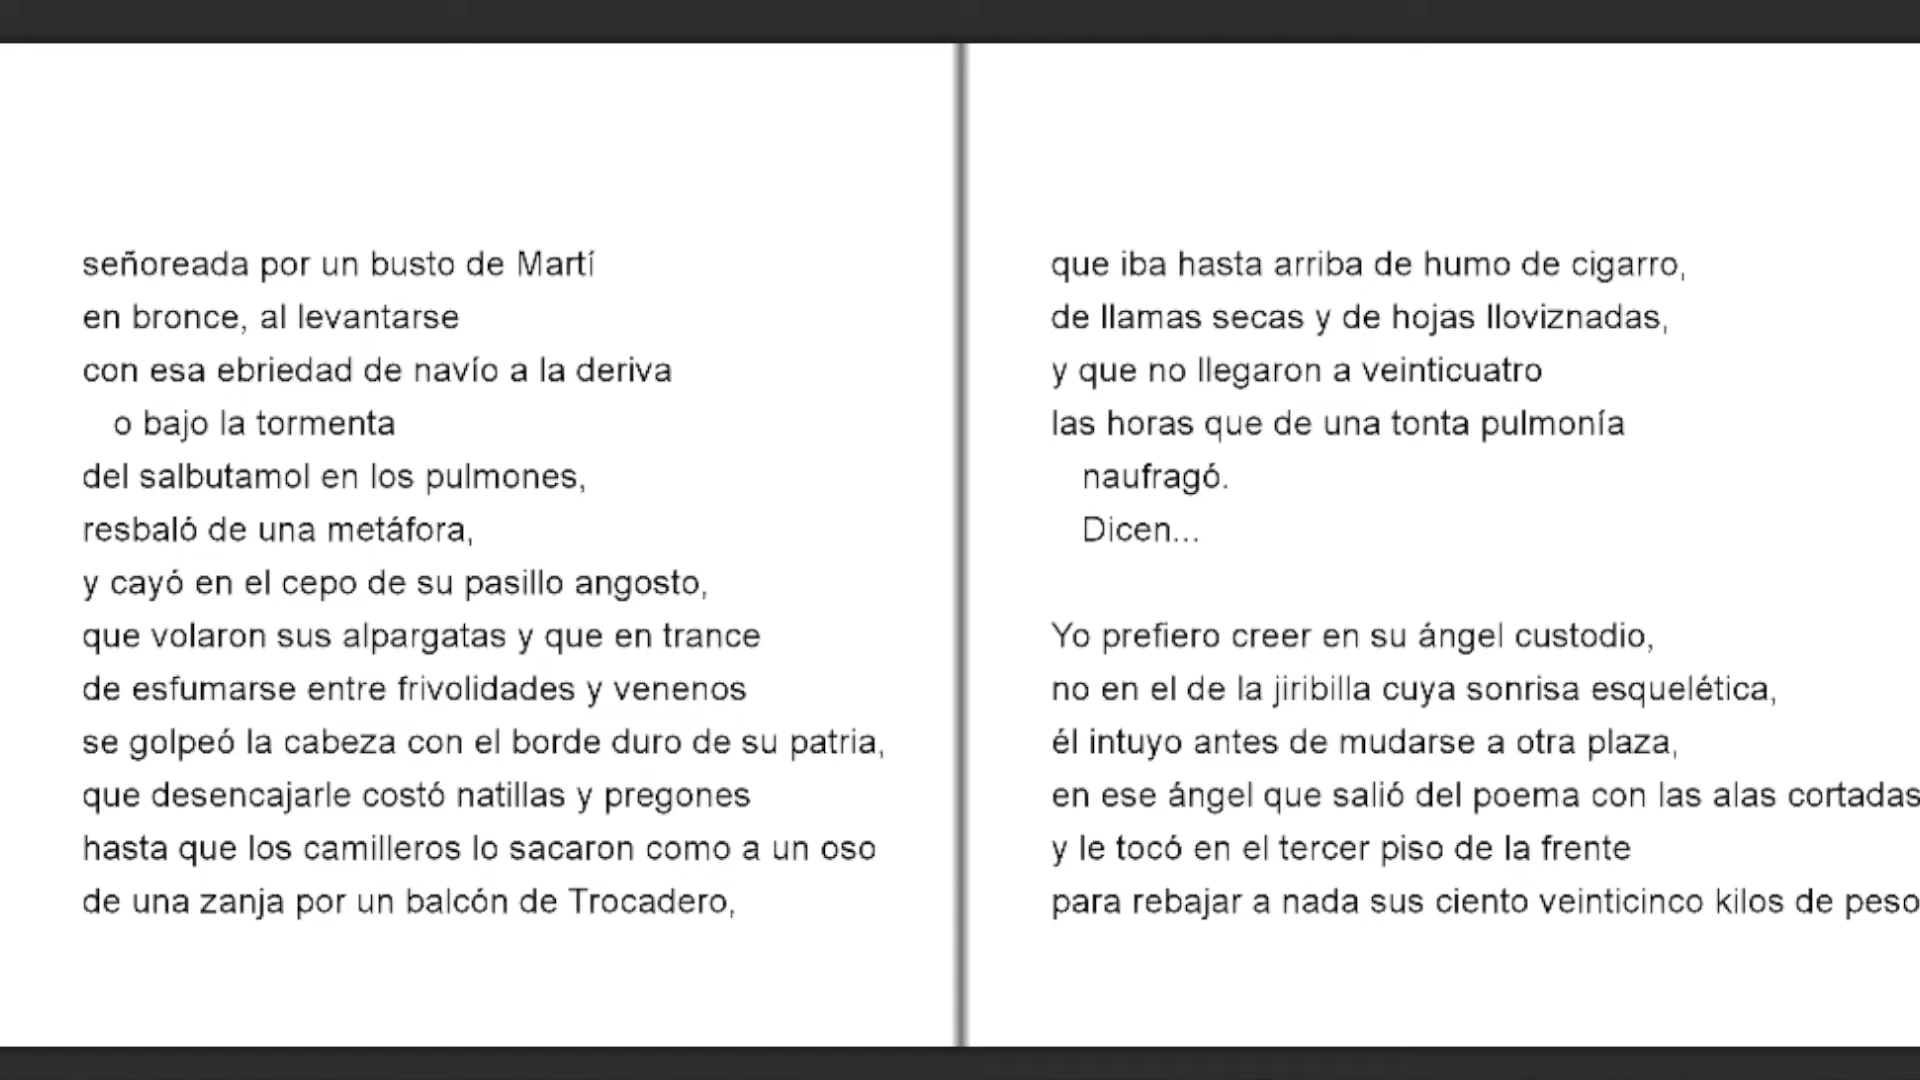 señoreada por un busto de Martí
en bronce, al levantarse
con esa ebriedad de navío a la deriva
o bajo la tormenta
del salbutamol en los pulmones,
resbaló de una metáfora,
y cayó en el cepo de su pasillo angosto,
que volaron sus alpargatas y que en trance
de esfumarse entre frivolidades y venenos
se golpeó la cabeza con el borde duro de su patria,
que desencajarle costó natillas y pregones
hasta que los camilleros lo sacaron como a un oso
de una zanja por un balcón de Trocadero,
que iba hasta arriba de humo de cigarro,
de llamas secas y de hojas lloviznadas,
y que no llegaron a veinticuatro
las horas que de una tonta pulmonía
naufragó.
Dicen...
Yo prefiero creer en su ángel custodio,
no en el de la jiribilla cuya sonrisa esquelética,
él intuyo antes de mudarse a otra plaza,
en ese ángel que salió del poema con las alas cortadas
y le tocó en el tercer piso de la frente
para rebajar a nada sus ciento veinticinco kilos de peso